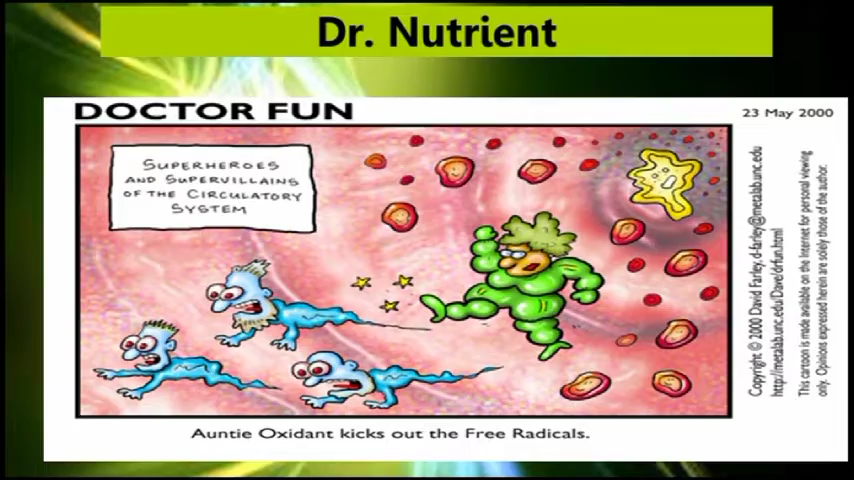 Dr. Nutrient
DOCTOR FUN
23 May 2000
SUPERHEROES
AND SUPERVILLAINS
OF THE CIRCULATORY
SYSTEM
Copyright © 2000 David Farley, d-farley@metalab.unc.edu
http://metalab.unc.edu/Dave/drfun.html
This cartoon is made available on the Internet for personal viewing
only. Opinions expressed herein are solely those of the author.
Auntie Oxidant kicks out the Free Radicals.